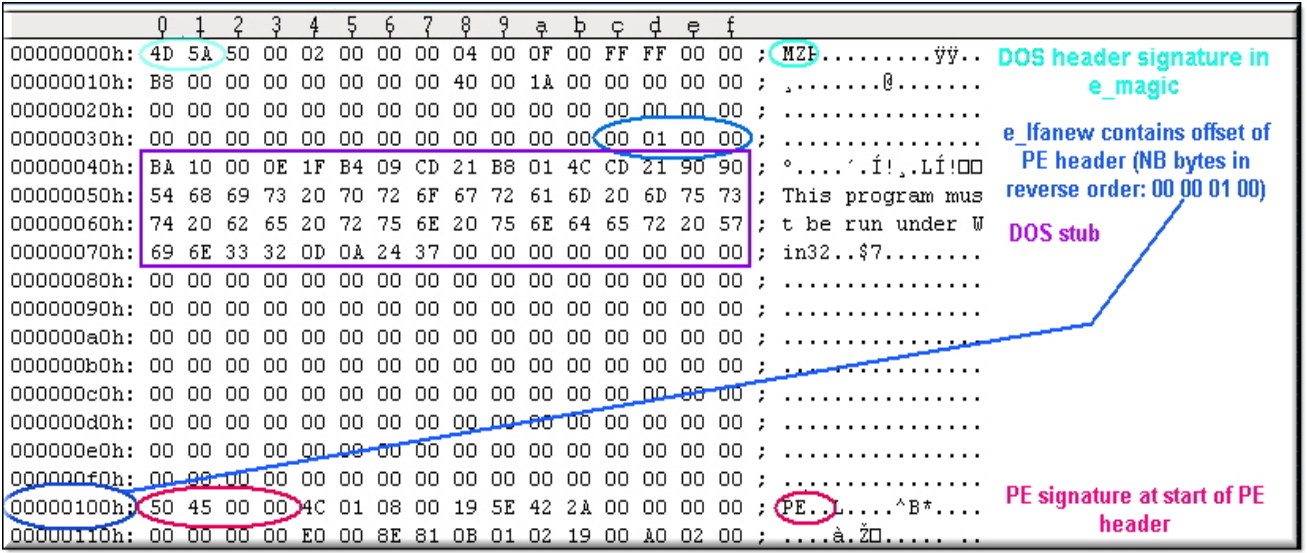 0 1 2 3 4 5 6 7 8 9 a b c d e f
00000000h: 4D 5A 50 00 02 00 00 00 04 00 0F 00 FF FF 00 00 ; MZP.........ÿÿ..
DOS header signature in
e_magic
00000010h: B8 00 00 00 00 00 00 00 40 00 1A 00 00 00 00 00 ; ¸.......@.......
00000020h: 00 00 00 00 00 00 00 00 00 00 00 00 00 00 00 00 ; ................
00000030h: 00 00 00 00 00 00 00 00 00 00 00 00 00 01 00 00 ; ................
e_lfanew contains offset of
PE header (NB bytes in
reverse order: 00 00 01 00)
00000040h: BA 10 00 0E 1F B4 09 CD 21 B8 01 4C CD 21 90 90 ; º....´.Í!¸.LÍ!□□
00000050h: 54 68 69 73 20 70 72 6F 67 72 61 6D 20 6D 75 73 ; This program mus
00000060h: 74 20 62 65 20 72 75 6E 20 75 6E 64 65 72 20 57 ; t be run under W
DOS stub
00000070h: 69 6E 33 32 0D 0A 24 37 00 00 00 00 00 00 00 00 ; in32..$7........
00000080h: 00 00 00 00 00 00 00 00 00 00 00 00 00 00 00 00 ; ................
00000090h: 00 00 00 00 00 00 00 00 00 00 00 00 00 00 00 00 ; ................
000000a0h: 00 00 00 00 00 00 00 00 00 00 00 00 00 00 00 00 ; ................
000000b0h: 00 00 00 00 00 00 00 00 00 00 00 00 00 00 00 00 ; ................
000000c0h: 00 00 00 00 00 00 00 00 00 00 00 00 00 00 00 00 ; ................
000000d0h: 00 00 00 00 00 00 00 00 00 00 00 00 00 00 00 00 ; ................
000000e0h: 00 00 00 00 00 00 00 00 00 00 00 00 00 00 00 00 ; ................
000000f0h: 00 00 00 00 00 00 00 00 00 00 00 00 00 00 00 00 ; ................
00000100h: 50 45 00 00 4C 01 08 00 19 5E 42 2A 00 00 00 00 ; PE..L....^B*....
PE signature at start of PE
header
00000110h: 00 00 00 00 E0 00 8E 81 0B 01 02 19 00 A0 02 00 ; ....à.Ž□..... ..